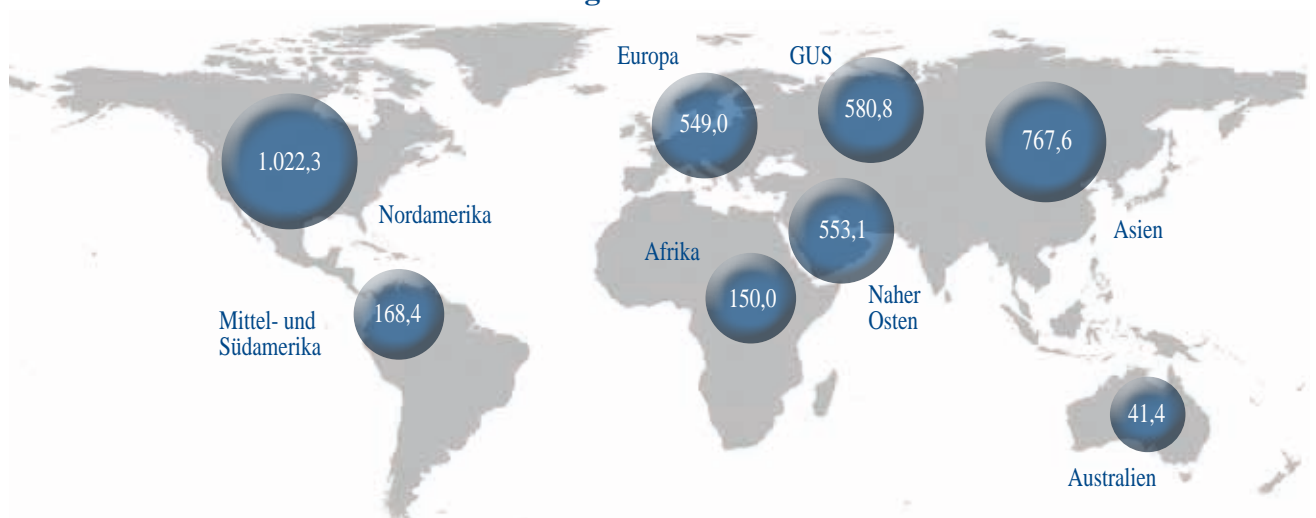 Europa
GUS
549,0
580,8
767,6
1.022,3
Nordamerika
553,1
Asien
Afrika
150,0
Naher
Osten
168,4
Mittel- und
Südamerika
41,4
Australien